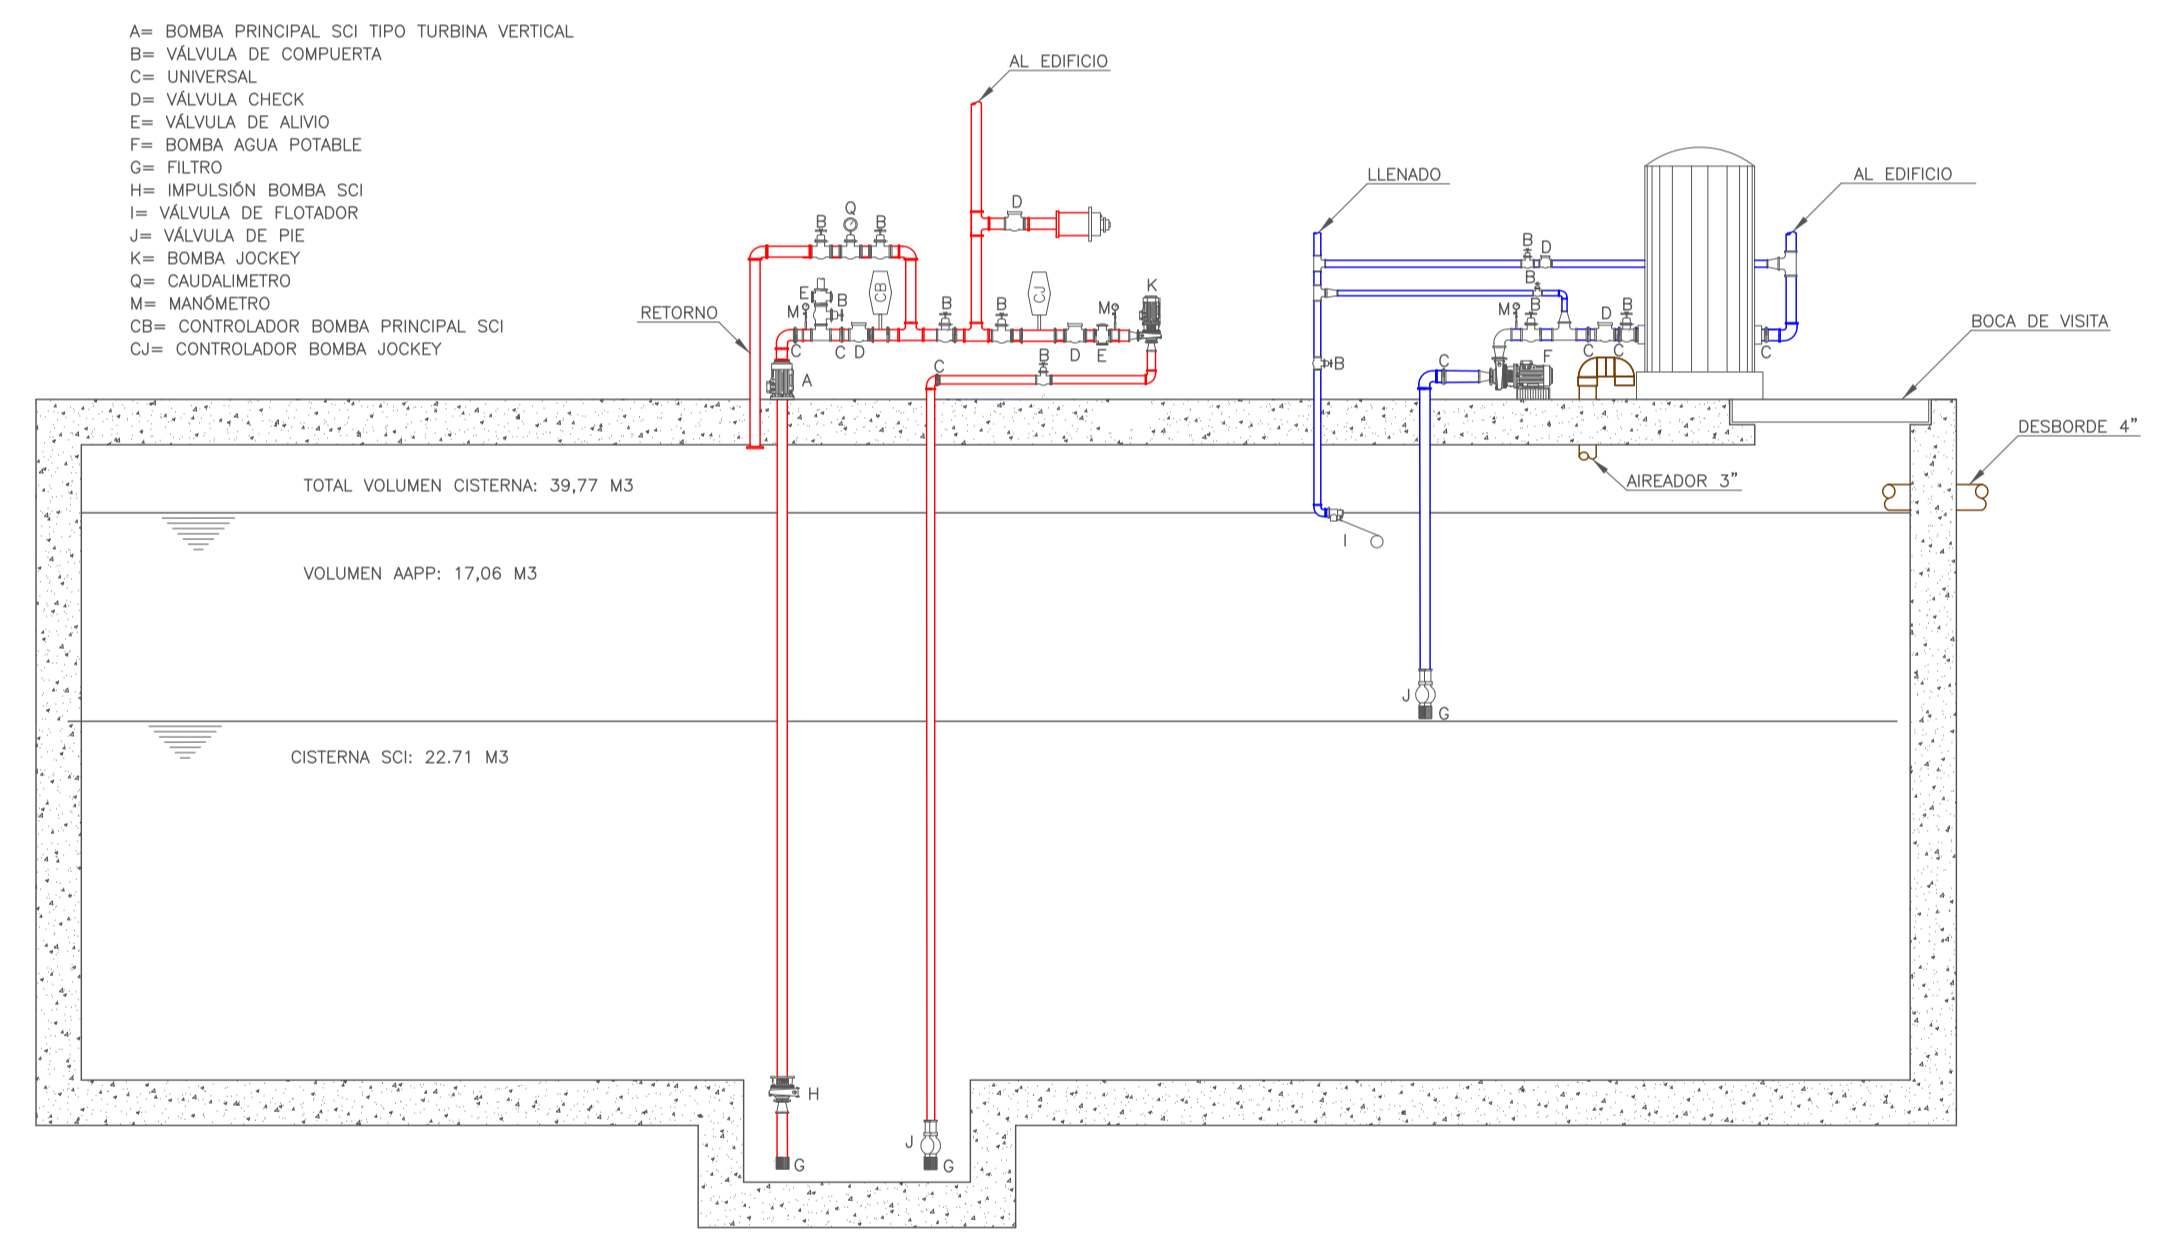 A= BOMBA PRINCIPAL SCI TIPO TURBINA VERTICAL
B= VÁLVULA DE COMPUERTA
C= UNIVERSAL
D= VÁLVULA CHECK
E= VÁLVULA DE ALIVIO
F= BOMBA AGUA POTABLE
G= FILTRO
H= IMPULSIÓN BOMBA SCI
I= VÁLVULA DE FLOTADOR
J= VÁLVULA DE PIE
K= BOMBA JOCKEY
Q= CAUDALIMETRO
M= MANÓMETRO
CB= CONTROLADOR BOMBA PRINCIPAL SCI
CJ= CONTROLADOR BOMBA JOCKEY
AL EDIFICIO
LLENADO
AL EDIFICIO
D
B
Q
B
B
D
B
E
B
M
CB
B
B
CJ
M
K
M
B
B
RETORNO
BOCA DE VISITA
C
C
D
D
E
C
D
C
C
F
B
B
C
C
A
DESBORDE 4"
AIREADOR 3"
TOTAL VOLUMEN CISTERNA: 39,77 M3
I
VOLUMEN AAPP: 17,06 M3
J
G
CISTERNA SCI: 22.71 M3
H
J
G
G